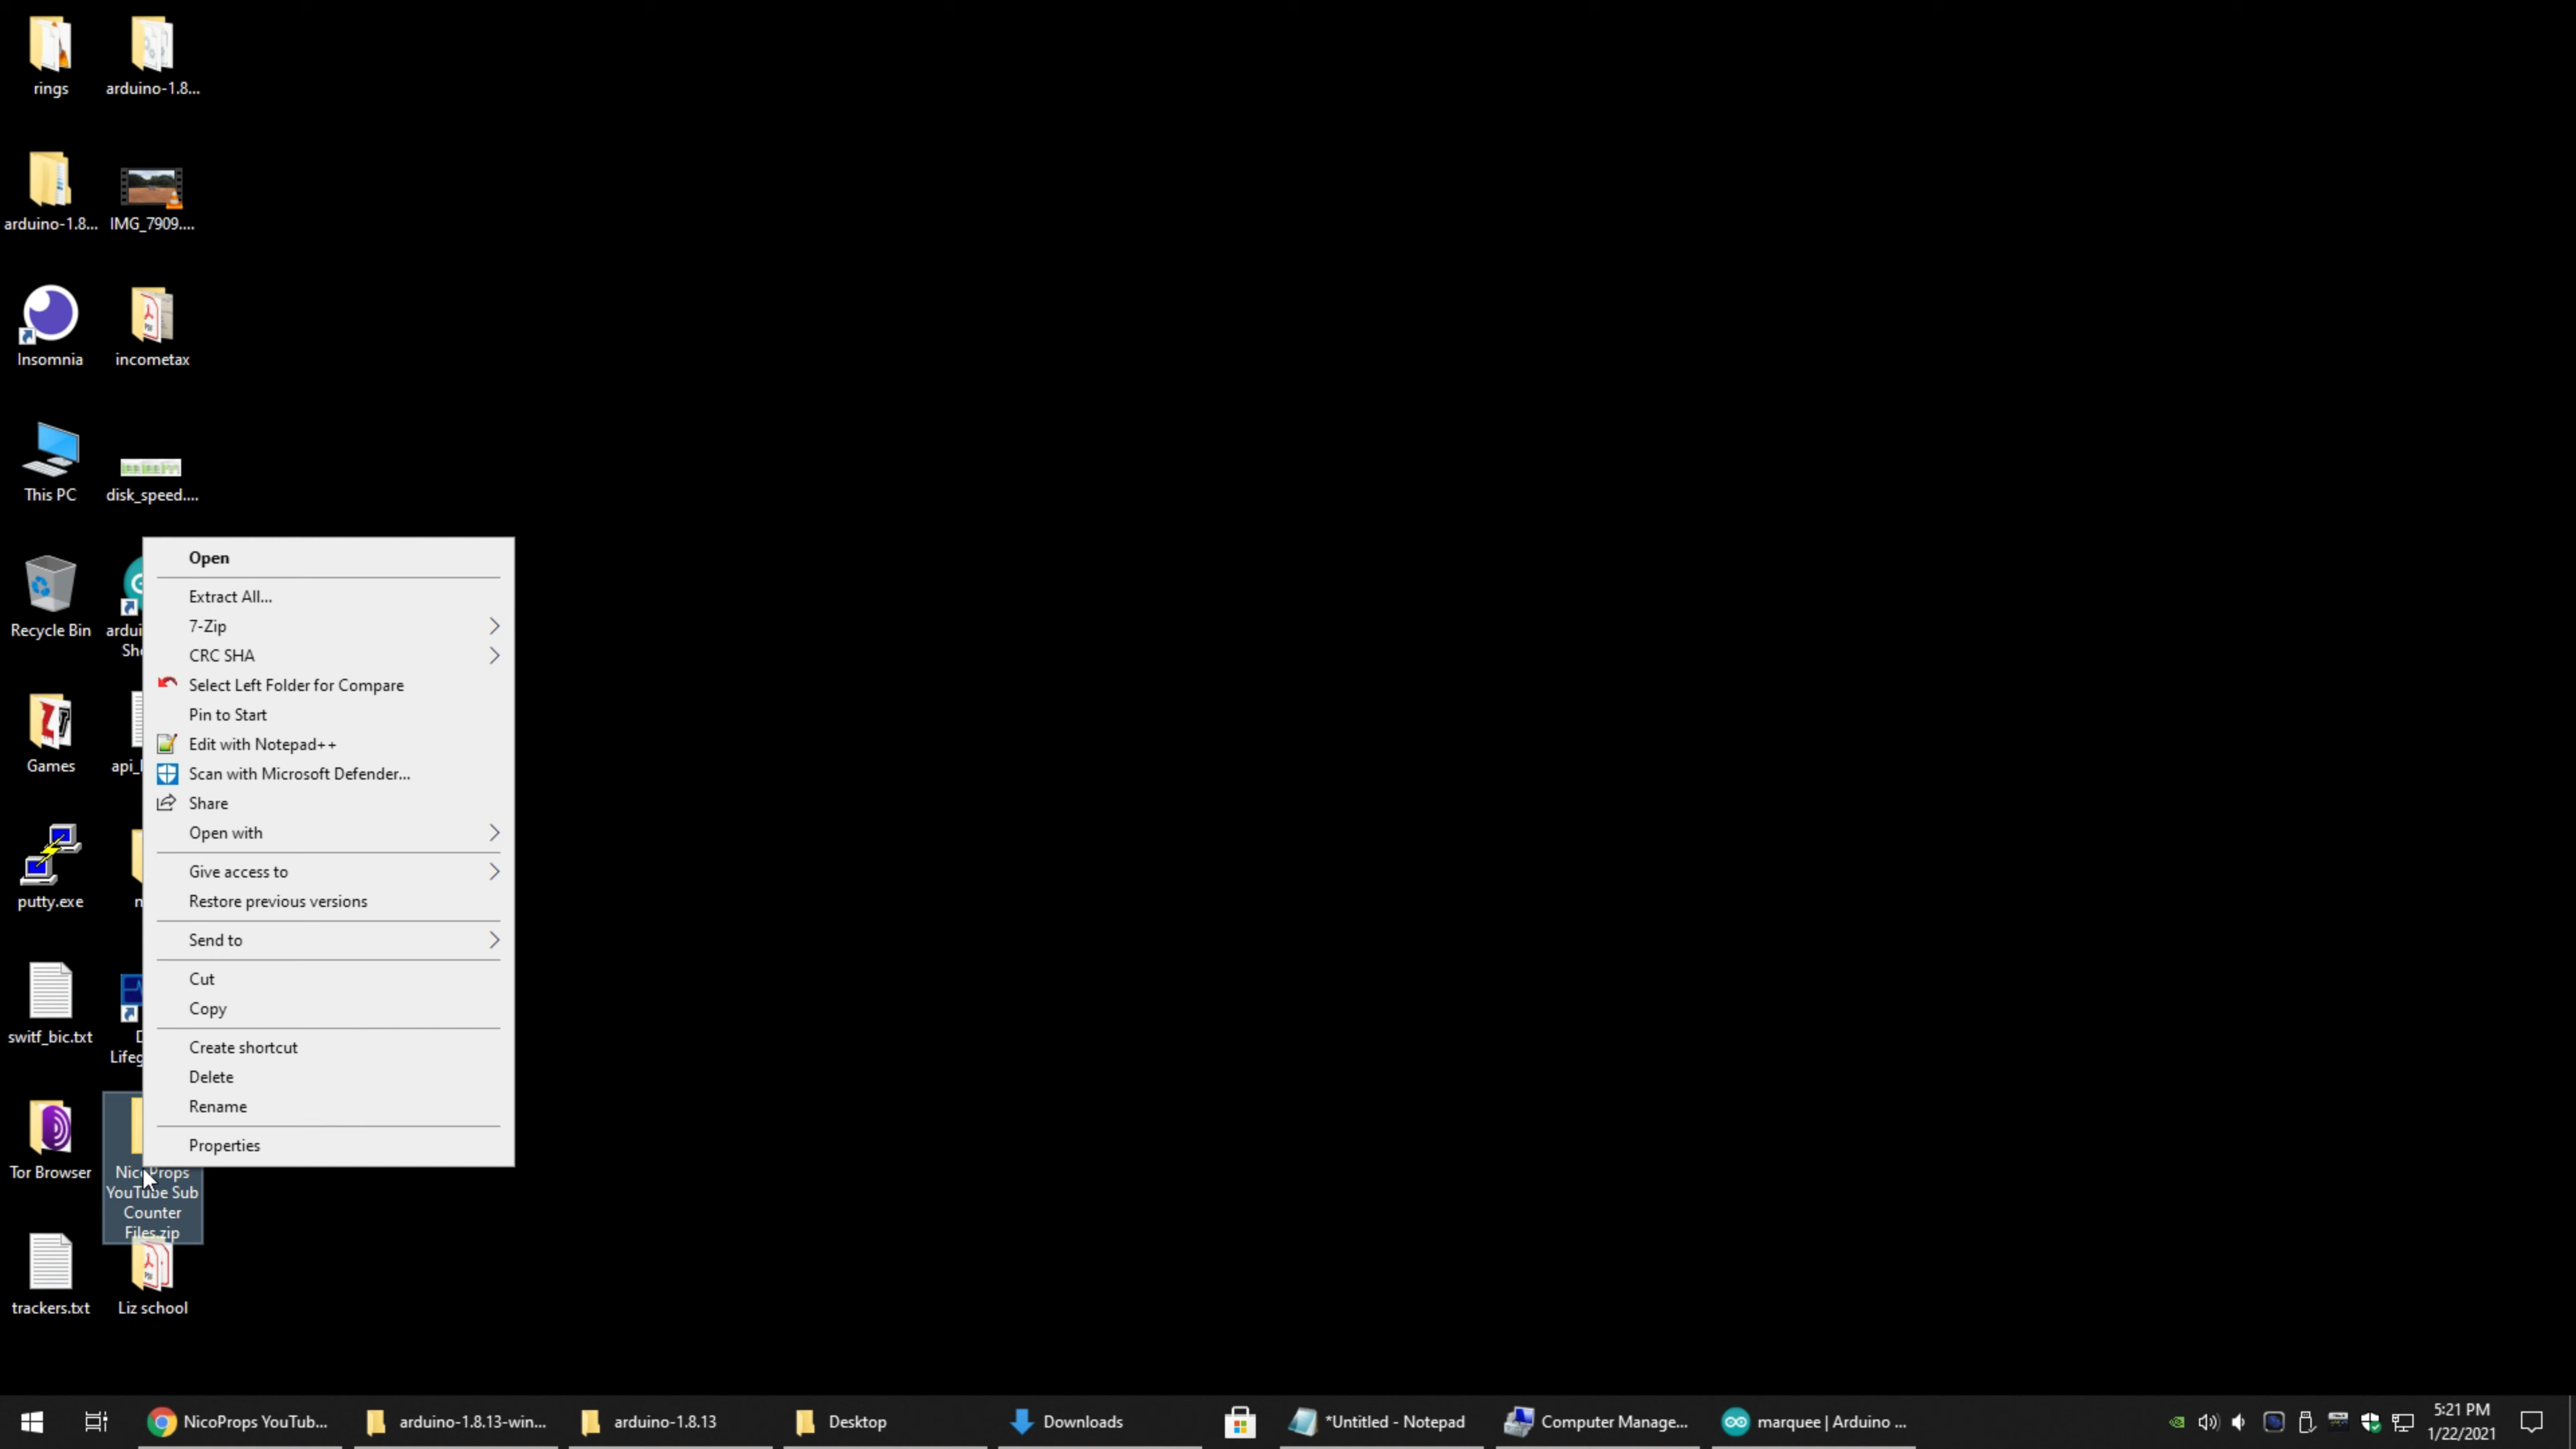 rings
arduino-1.8...
arduino-1.8...
IMG_7909....
Insomnia
incometax
This PC
disk_speed....
Recycle Bin
Games
putty.exe
switf_bic.txt
Tor Browser
NicoProps
YouTube Sub
Counter
Files.zip
trackers.txt
Liz school
Open
Extract All...
7-Zip
CRC SHA
Select Left Folder for Compare
Pin to Start
Edit with Notepad++
Scan with Microsoft Defender...
Share
Open with
Give access to
Restore previous versions
Send to
Cut
Copy
Create shortcut
Delete
Rename
Properties
NicoProps YouTub...
arduino-1.8.13-win...
arduino-1.8.13
Desktop
Downloads
*Untitled - Notepad
Computer Manage...
marquee | Arduino ...
5:21 PM
1/22/2021